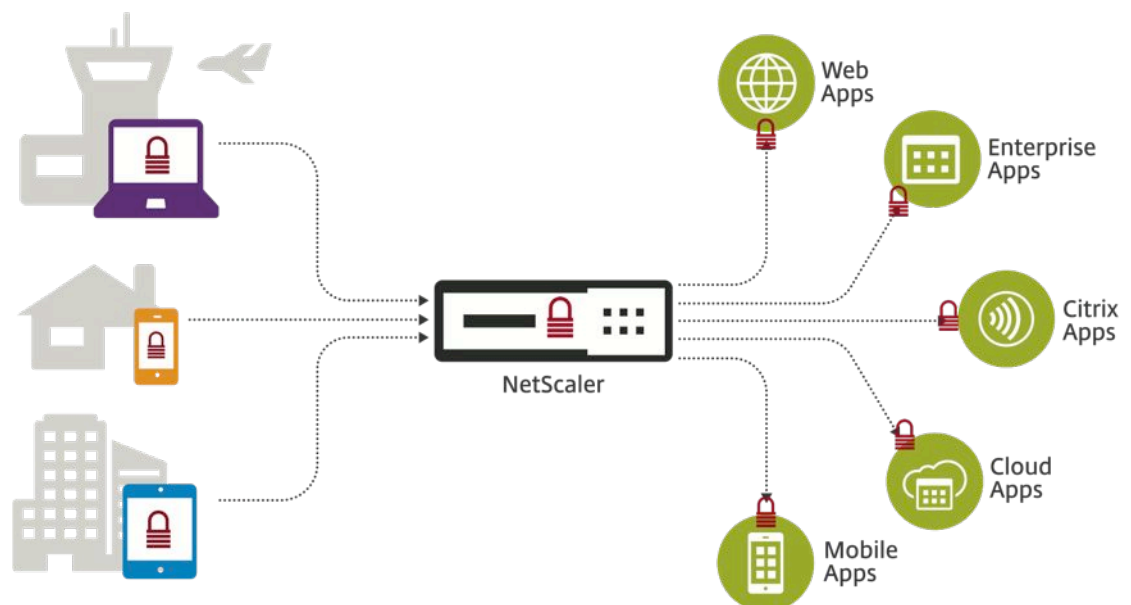 Web
Apps
Enterprise
Apps
Citrix
Apps
NetScaler
Cloud
Apps
Mobile
Apps